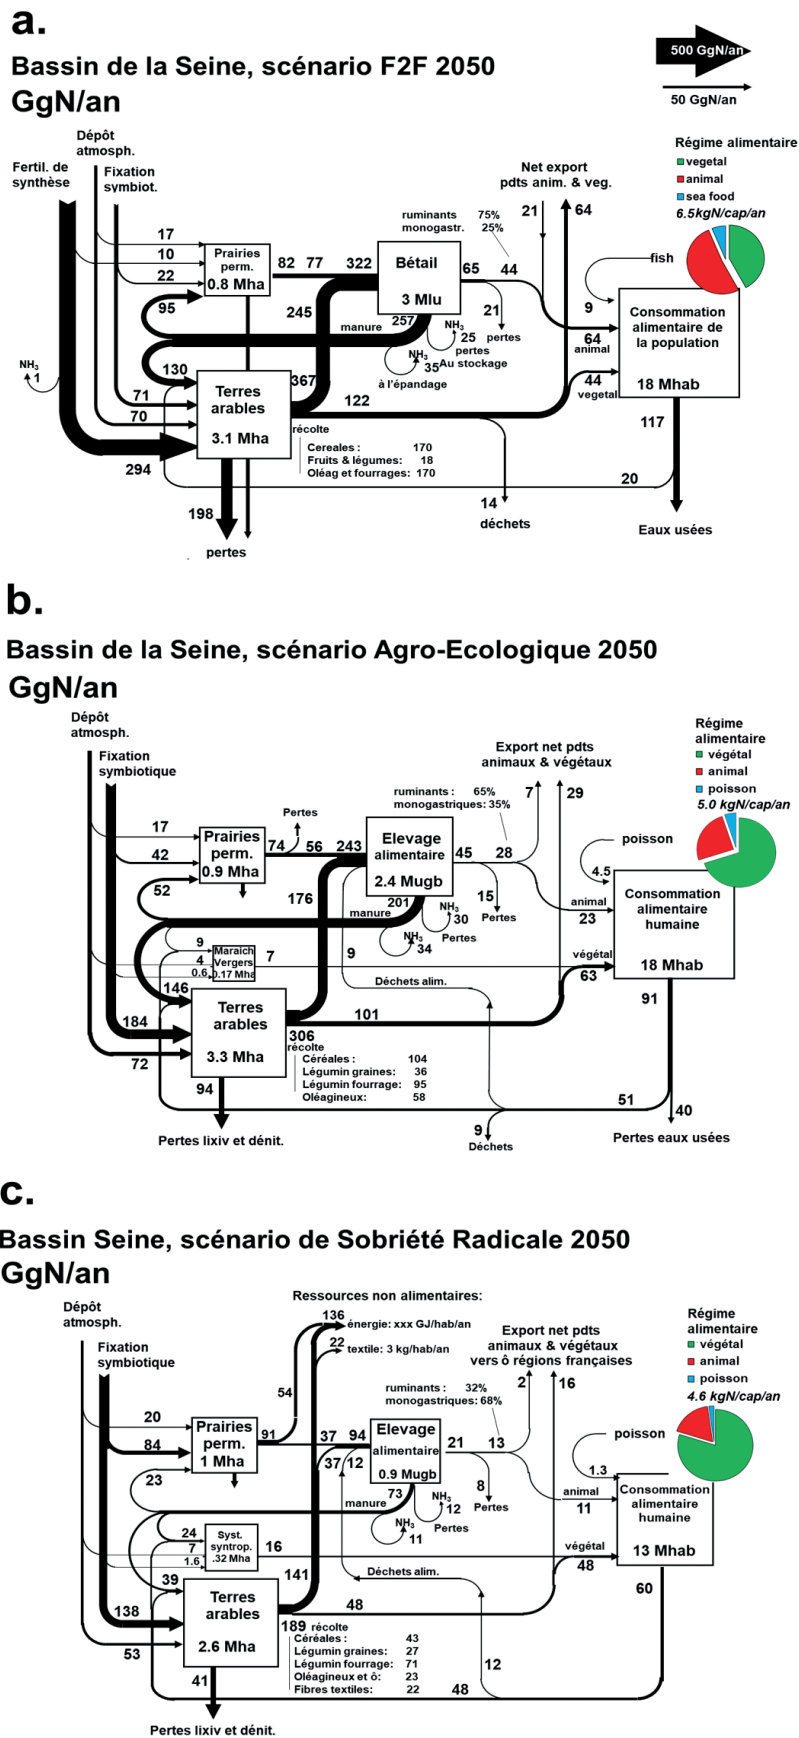 a.
Bassin de la Seine, scénario F2F 2050
GgN/an
500 GgN/an
50 GgN/an
Dépôt
atmosph.
Fertil. de
synthèse
Fixation
symbiot.
Net export
pdts anim. & veg.
Régime alimentaire
vegetal
animal
sea food
6.5kgN/cap/an
17
10
22
95
Prairies
perm.
0.8 Mha
82
77
322
245
Bétail
3 Mlu
ruminants 75%
monogastr. 25%
65
44
21
64
21
pertes
fish
9
Consommation
alimentaire de
la population
18 Mhab
64
animal
44
vegetal
manure
257
NH3
25
pertes
Au stockage
NH3
35
à l'épandage
NH3
1
130
71
70
294
Terres
arables
3.1 Mha
367
122
récolte
Cereales : 170
Fruits & légumes: 18
Oléag et fourrages: 170
117
20
14
déchets
198
pertes
Eaux usées
b.
Bassin de la Seine, scénario Agro-Ecologique 2050
GgN/an
Dépôt
atmosph.
Fixation
symbiotique
Export net pdts
animaux & végétaux
Régime
alimentaire
végétal
animal
poisson
5.0 kgN/cap/an
ruminants : 65%
monogastriques: 35%
7
29
Pertes
17
42
52
Prairies
perm.
0.9 Mha
74
56
243
176
Elevage
alimentaire
2.4 Mugb
45
28
15
Pertes
poisson
4.5
Consommation
alimentaire
humaine
18 Mhab
animal
23
végétal
63
manure
201
NH3
30
Pertes
NH3
34
9
4
0.6
Maraich
Vergers
0.17 Mha
7
9
Déchets alim.
146
184
72
Terres
arables
3.3 Mha
101
306
récolte
Céréales : 104
Légumin graines: 36
Légumin fourrage: 95
Oléagineux: 58
91
51
40
94
9
Déchets
Pertes lixiv et dénit.
Pertes eaux usées
c.
Bassin Seine, scénario de Sobriété Radicale 2050
GgN/an
Dépôt
atmosph.
Fixation
symbiotique
Ressources non alimentaires:
136
énergie: xxx GJ/hab/an
22
textile: 3 kg/hab/an
Export net pdts
animaux & végétaux
vers ô régions françaises
Régime
alimentaire
végétal
animal
poisson
4.6 kgN/cap/an
54
ruminants : 32%
monogastriques: 68%
2
16
20
84
23
Prairies
perm.
1 Mha
91
37
94
37
12
Elevage
alimentaire
0.9 Mugb
21
13
8
Pertes
poisson
1.3
Consommation
alimentaire
humaine
13 Mhab
animal
11
végétal
48
manure
73
NH3
12
Pertes
NH3
11
24
7
1.6
Syst.
syntrop.
.32 Mha
16
141
Déchets alim.
39
138
53
Terres
arables
2.6 Mha
48
189 récolte
Céréales : 43
Légumin graines: 27
Légumin fourrage: 71
Oléagineux et ô: 23
Fibres textiles: 22
60
12
48
41
Pertes lixiv et dénit.